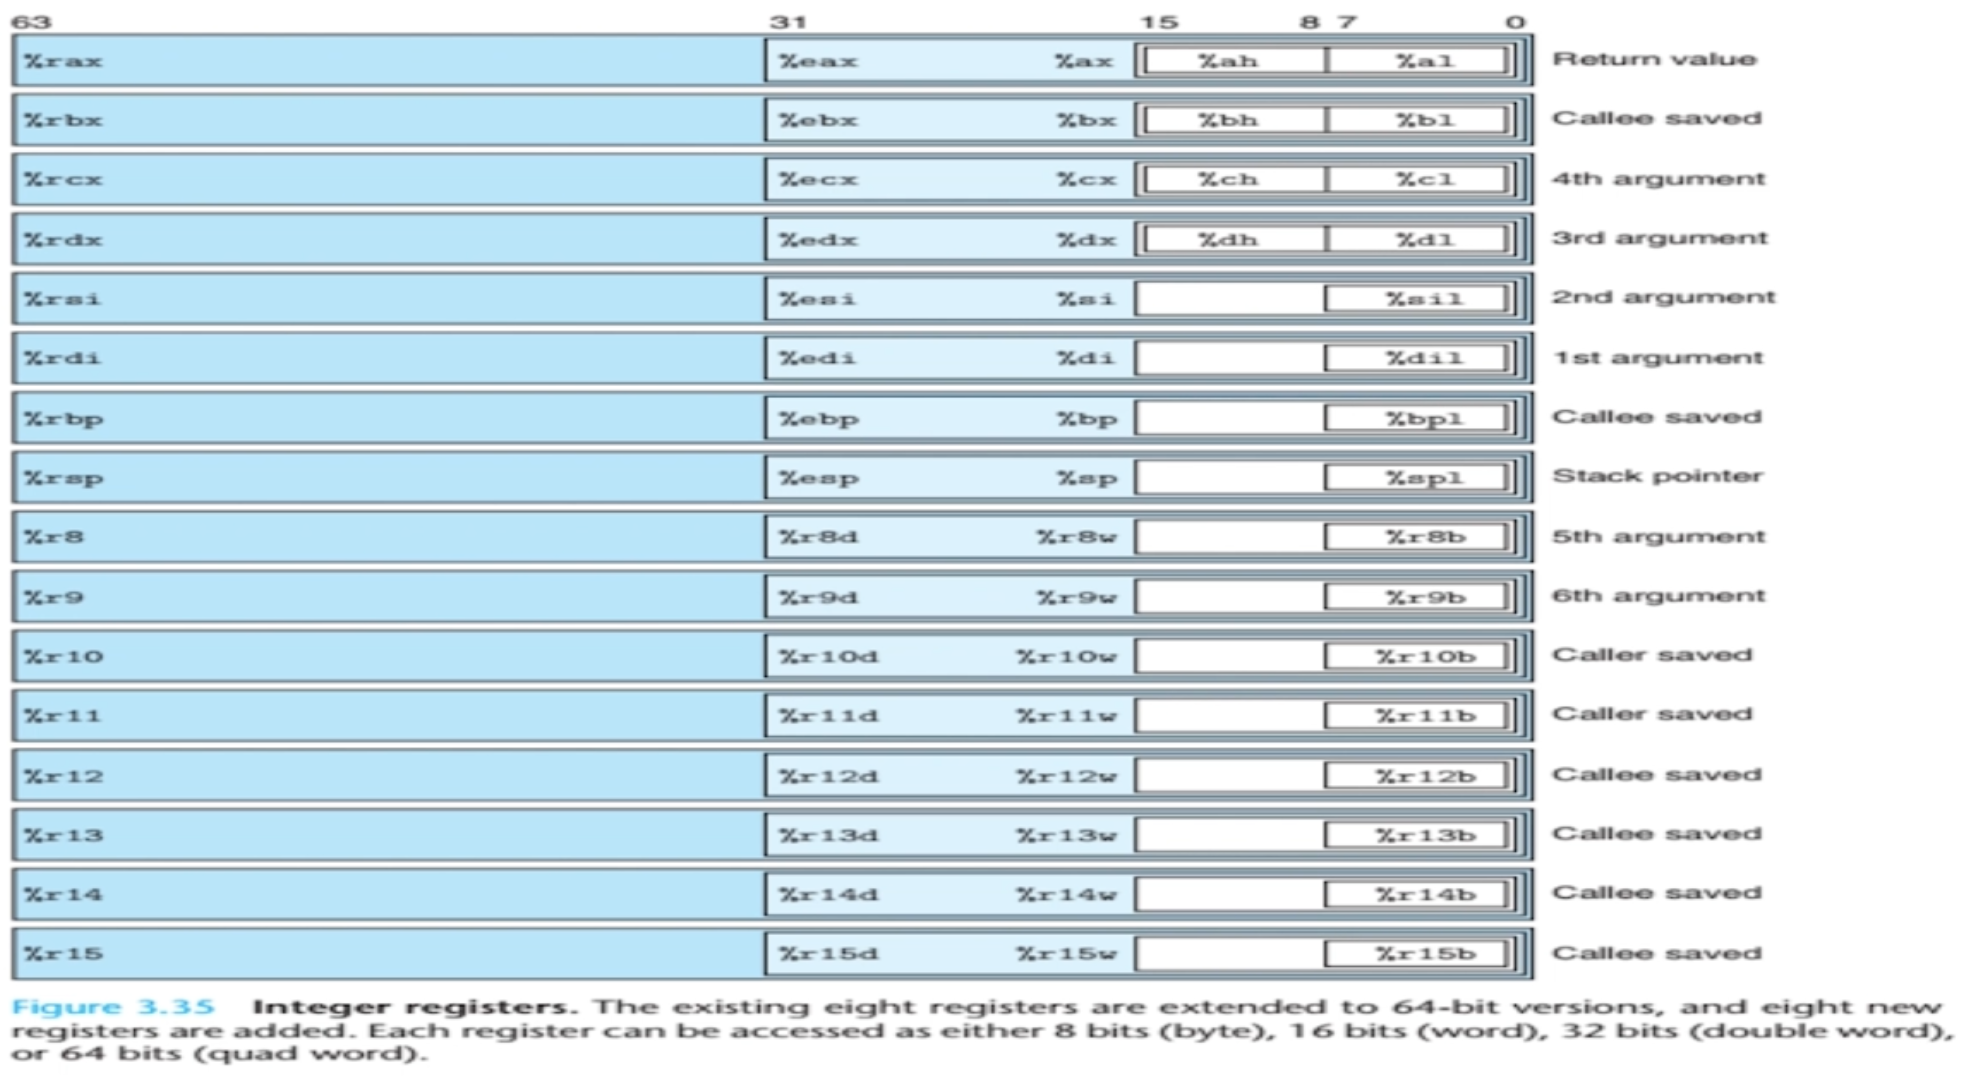 63 31 15 8 7 0
%rax %eax %ax %ah %al Return value
%rbx %ebx %bx %bh %bl Callee saved
%rcx %ecx %cx %ch %cl 4th argument
%rdx %edx %dx %dh %dl 3rd argument
%rsi %esi %si %sil 2nd argument
%rdi %edi %di %dil 1st argument
%rbp %ebp %bp %bpl Callee saved
%rsp %esp %sp %spl Stack pointer
%r8 %r8d %r8w %r8b 5th argument
%r9 %r9d %r9w %r9b 6th argument
%r10 %r10d %r10w %r10b Caller saved
%r11 %r11d %r11w %r11b Caller saved
%r12 %r12d %r12w %r12b Callee saved
%r13 %r13d %r13w %r13b Callee saved
%r14 %r14d %r14w %r14b Callee saved
%r15 %r15d %r15w %r15b Callee saved
Figure 3.35 Integer registers. The existing eight registers are extended to 64-bit versions, and eight new
registers are added. Each register can be accessed as either 8 bits (byte), 16 bits (word), 32 bits (double word),
or 64 bits (quad word).